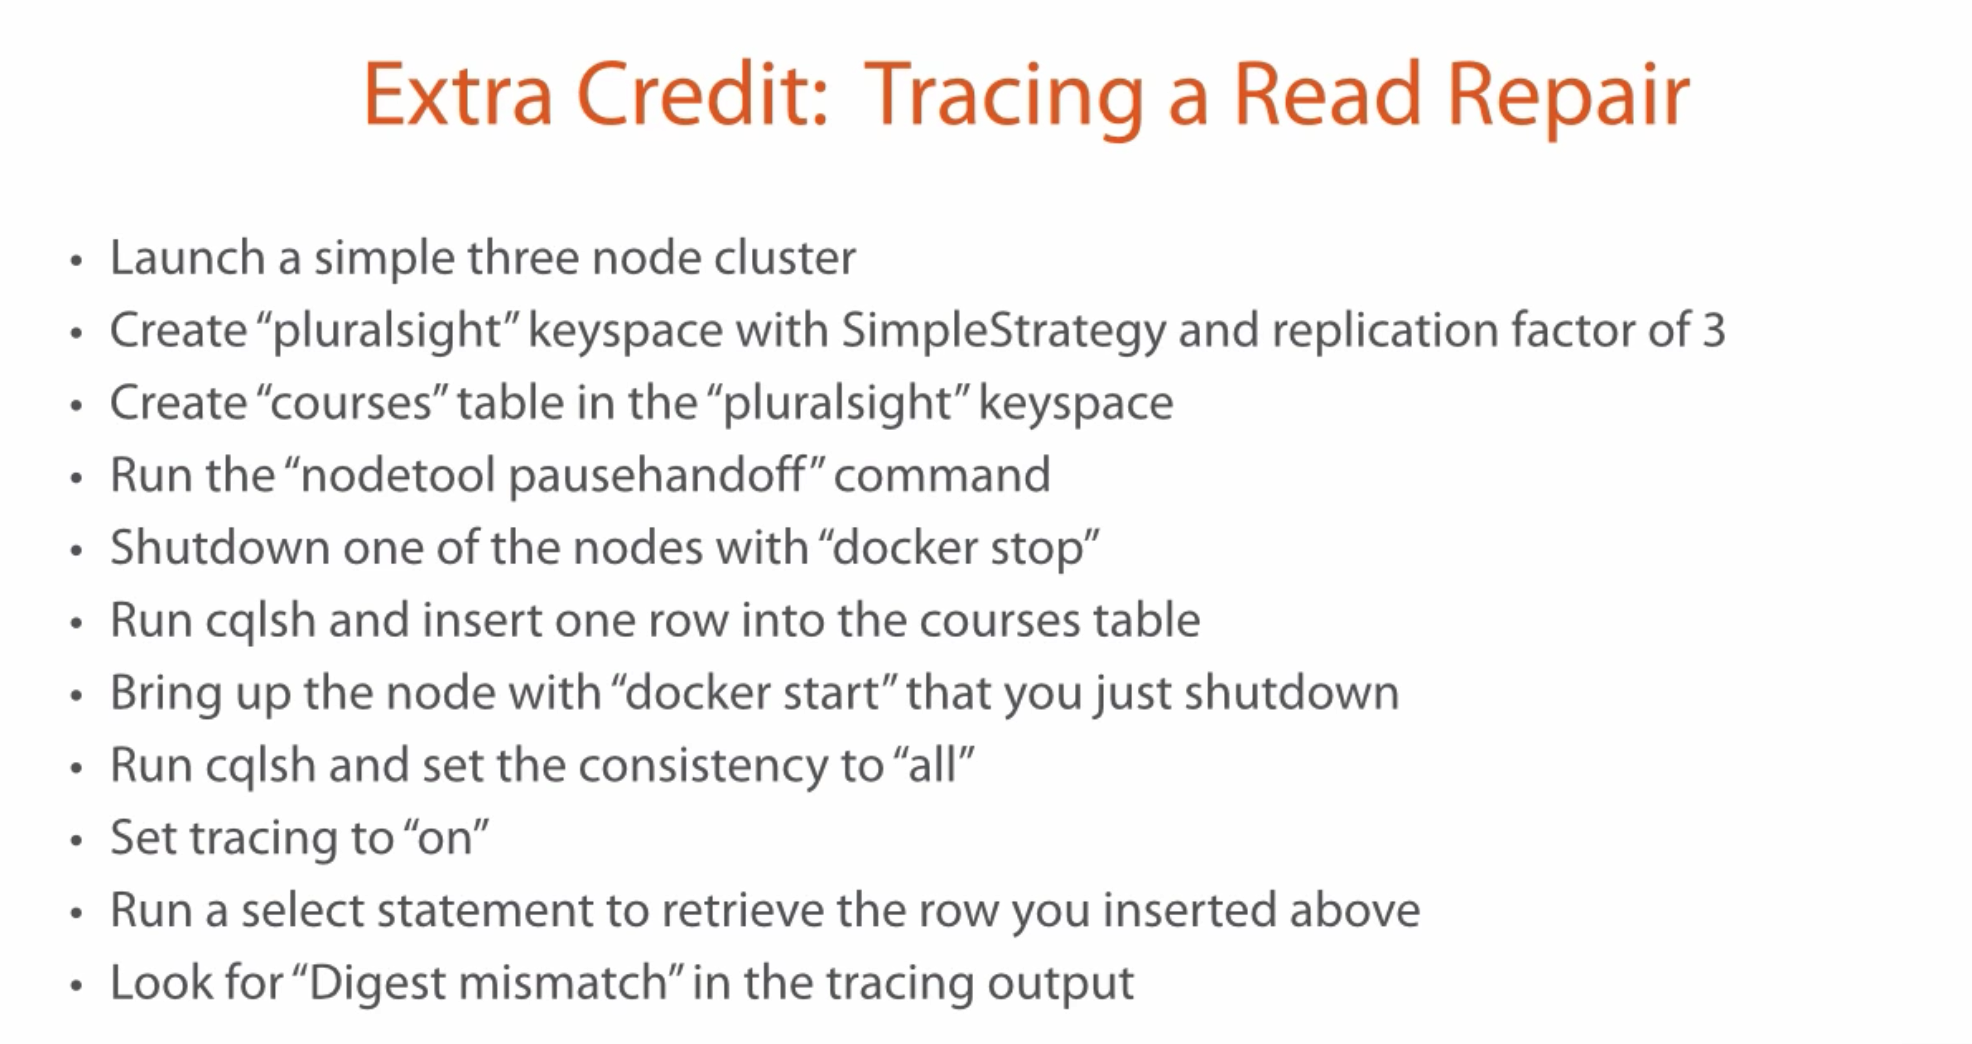 Extra Credit: Tracing a Read Repair
• Launch a simple three node cluster
• Create “pluralsight” keyspace with SimpleStrategy and replication factor of 3
• Create “courses” table in the “pluralsight” keyspace
• Run the “nodetool pausehandoff” command
• Shutdown one of the nodes with “docker stop”
• Run cqlsh and insert one row into the courses table
• Bring up the node with “docker start” that you just shutdown
• Run cqlsh and set the consistency to “all”
• Set tracing to “on”
• Run a select statement to retrieve the row you inserted above
• Look for “Digest mismatch” in the tracing output